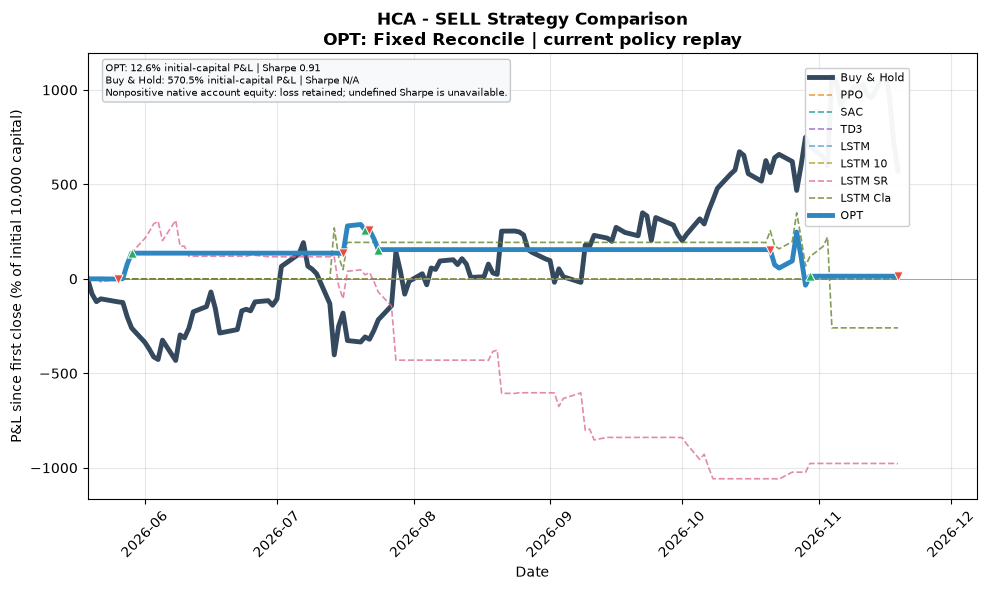 HCA - SELL Strategy Comparison
OPT: Fixed Reconcile | current policy replay
OPT: 12.6% initial-capital P&L | Sharpe 0.91
Buy & Hold: 570.5% initial-capital P&L | Sharpe N/A
Nonpositive native account equity: loss retained; undefined Sharpe is unavailable.
Buy & Hold
PPO
SAC
TD3
LSTM
LSTM 10
LSTM SR
LSTM Cla
OPT
P&L since first close (% of initial 10,000 capital)
1000
500
0
−500
−1000
2026-06
2026-07
2026-08
2026-09
2026-10
2026-11
2026-12
Date